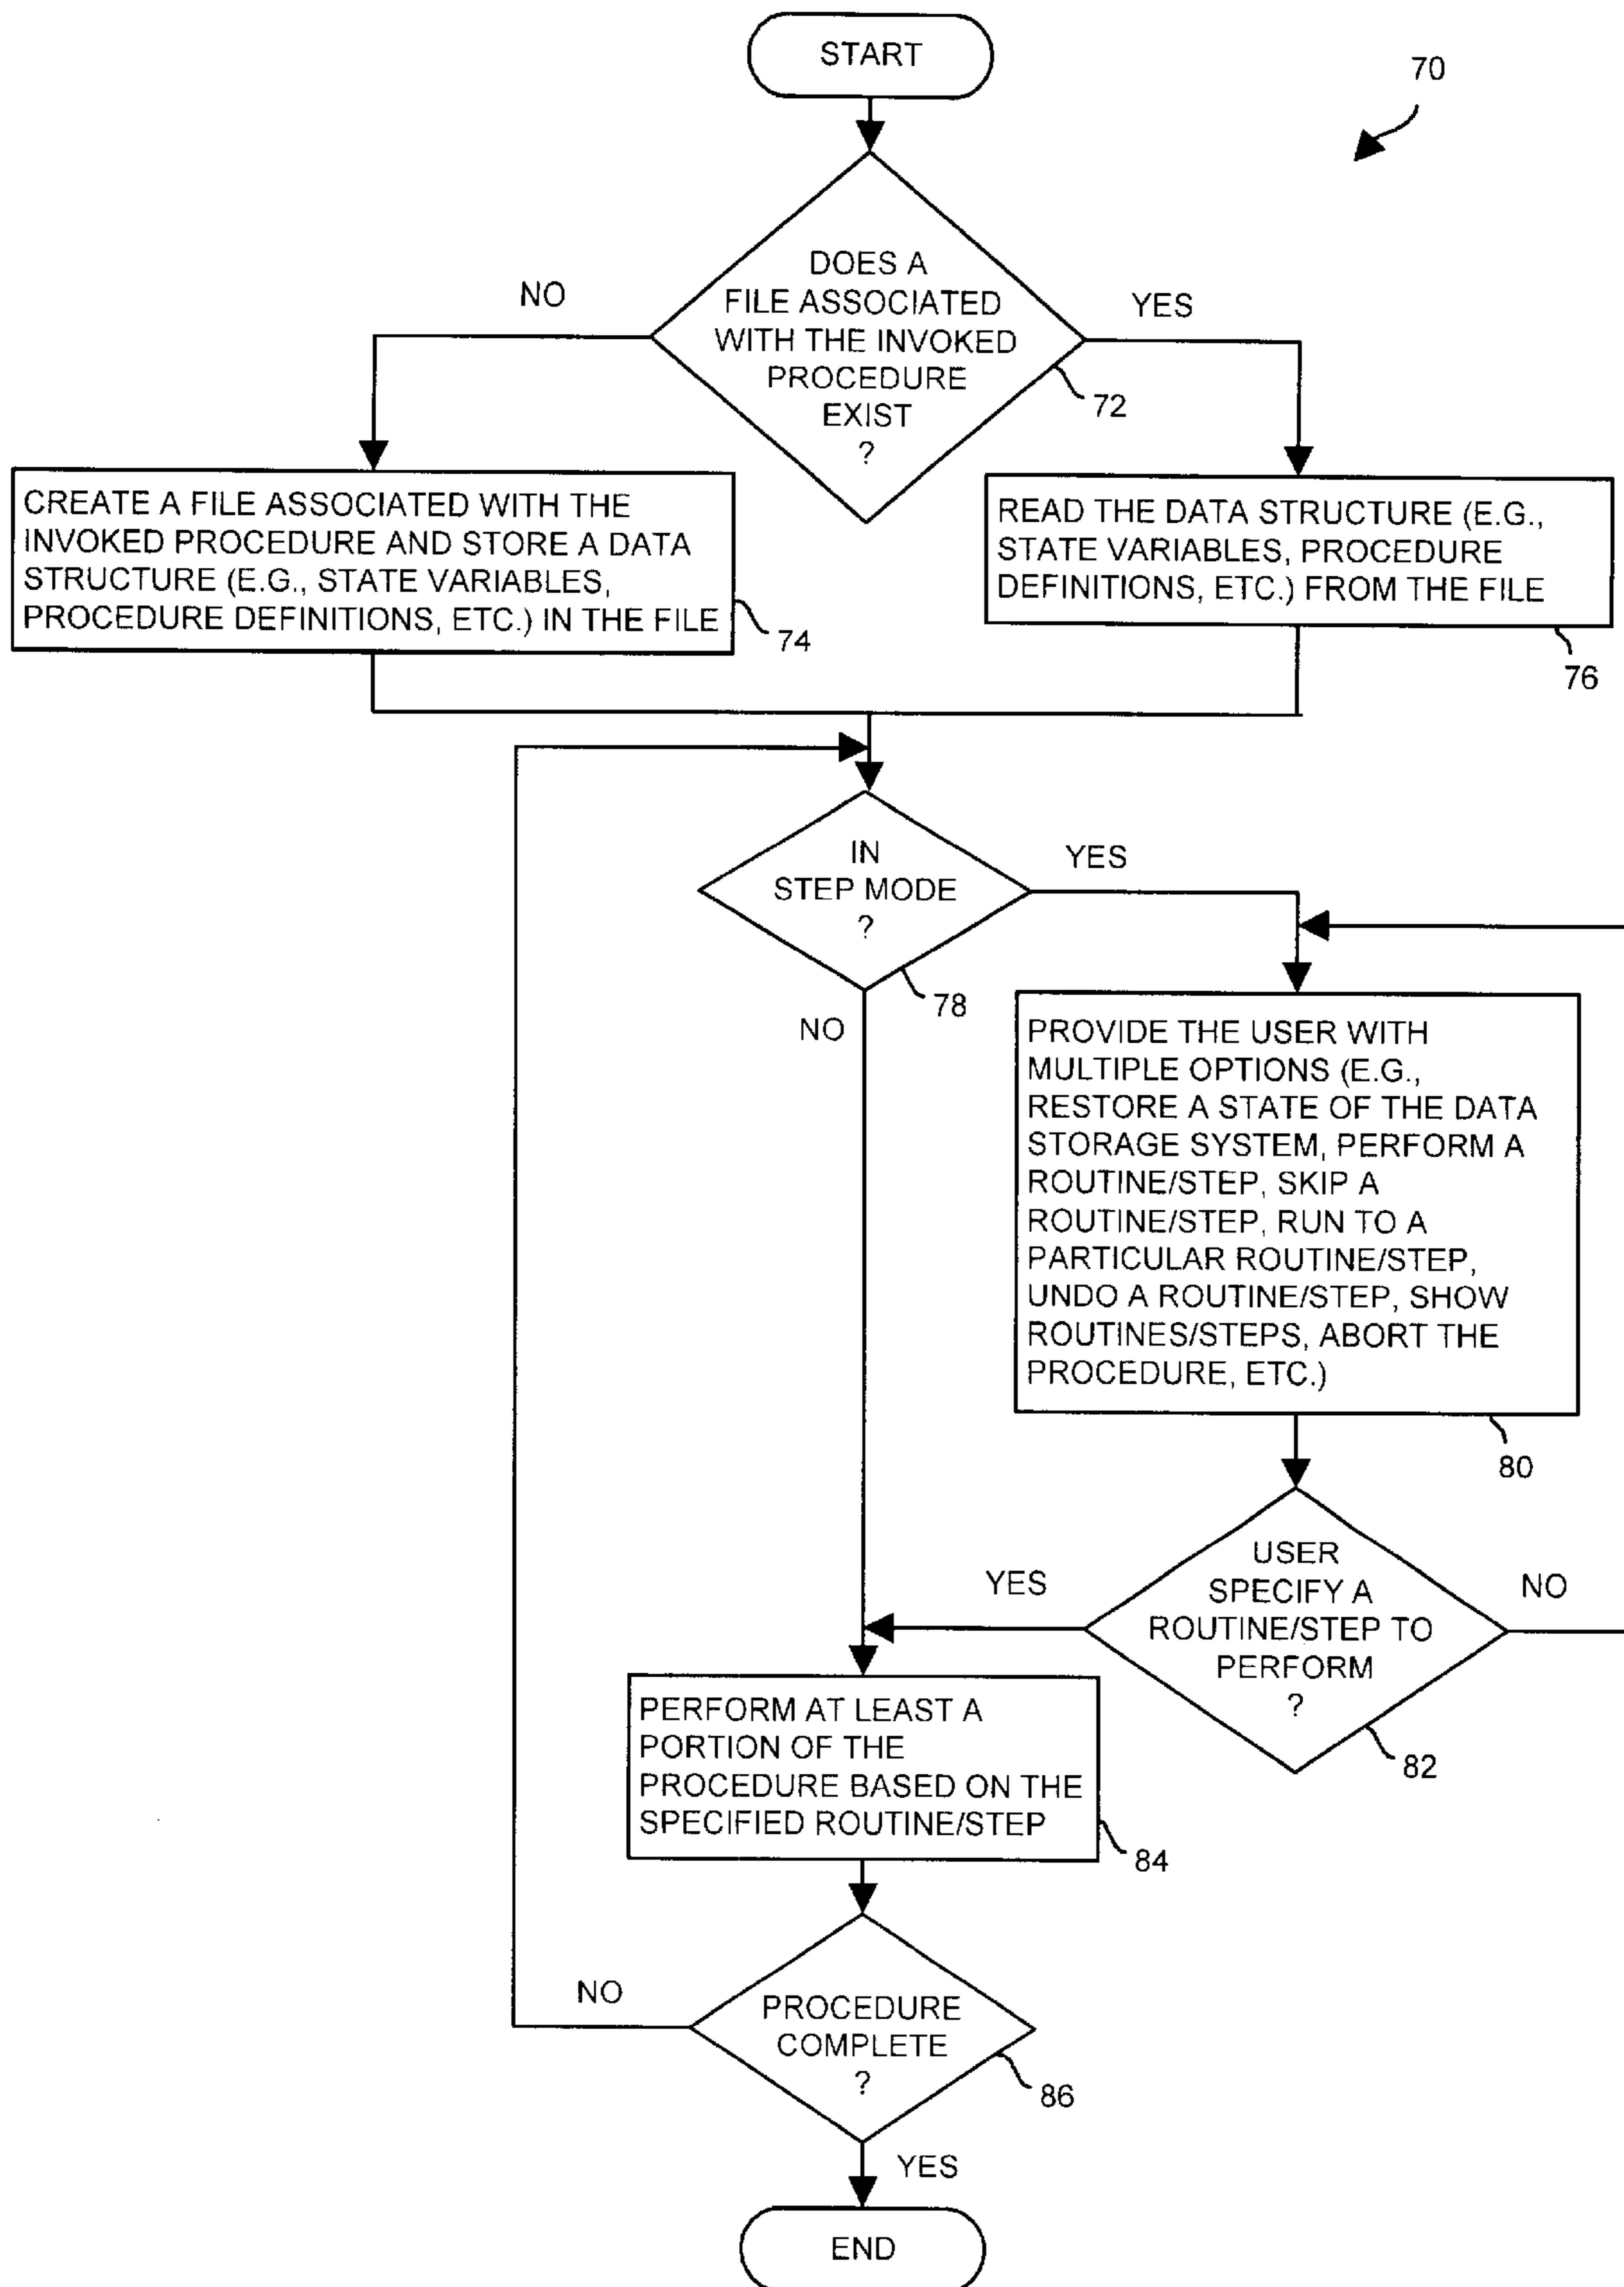 START
70
DOES A
FILE ASSOCIATED
WITH THE INVOKED
PROCEDURE
EXIST
?
NO
YES
72
CREATE A FILE ASSOCIATED WITH THE
INVOKED PROCEDURE AND STORE A DATA
STRUCTURE (E.G., STATE VARIABLES,
PROCEDURE DEFINITIONS, ETC.) IN THE FILE
74
READ THE DATA STRUCTURE (E.G.,
STATE VARIABLES, PROCEDURE
DEFINITIONS, ETC.) FROM THE FILE
76
IN
STEP MODE
?
YES
78
NO
PROVIDE THE USER WITH
MULTIPLE OPTIONS (E.G.,
RESTORE A STATE OF THE DATA
STORAGE SYSTEM, PERFORM A
ROUTINE/STEP, SKIP A
ROUTINE/STEP, RUN TO A
PARTICULAR ROUTINE/STEP,
UNDO A ROUTINE/STEP, SHOW
ROUTINES/STEPS, ABORT THE
PROCEDURE, ETC.)
80
USER
SPECIFY A
ROUTINE/STEP TO
PERFORM
?
YES
NO
82
PERFORM AT LEAST A
PORTION OF THE
PROCEDURE BASED ON THE
SPECIFIED ROUTINE/STEP
84
PROCEDURE
COMPLETE
?
NO
86
YES
END